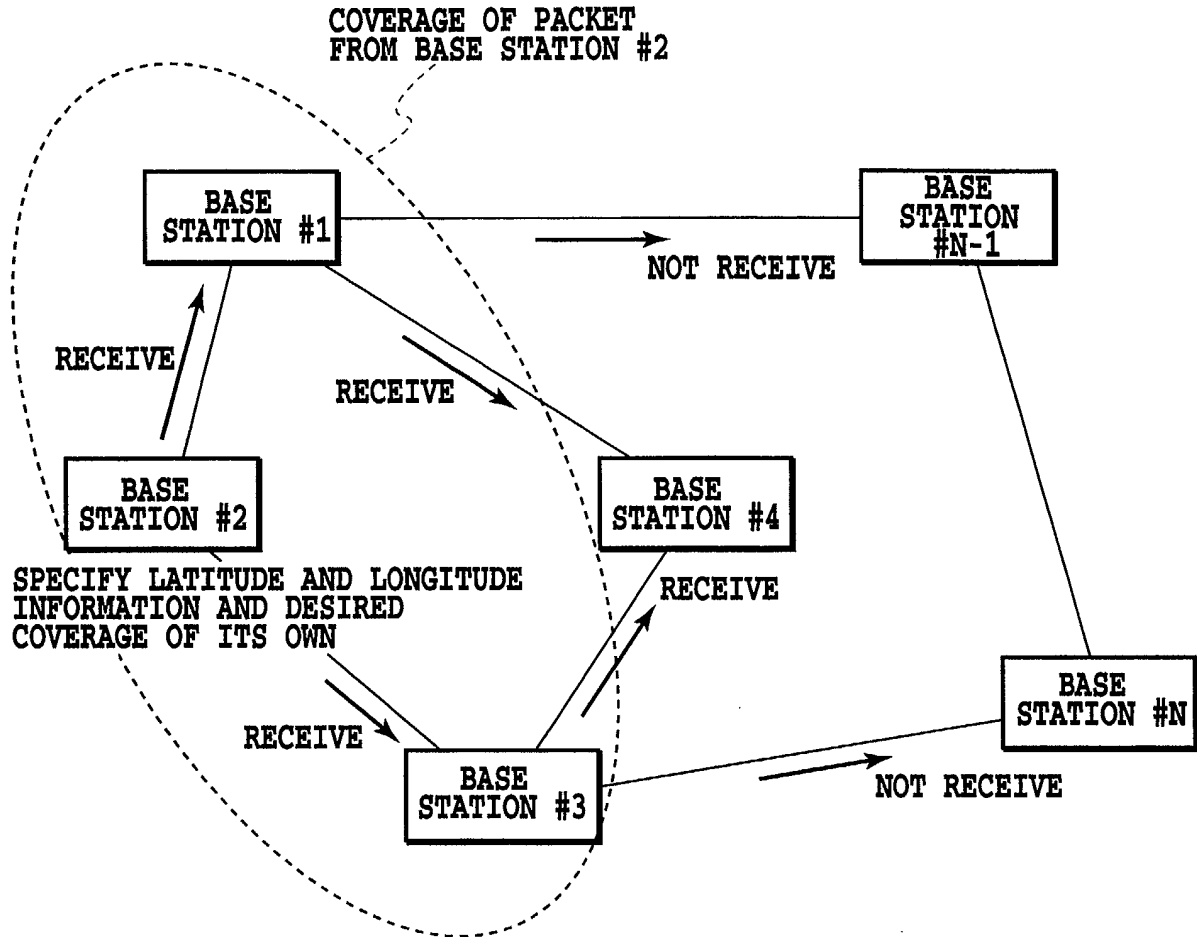 COVERAGE OF PACKET
FROM BASE STATION #2
BASE
STATION #1
BASE
STATION
#N-1
NOT RECEIVE
RECEIVE
RECEIVE
BASE
STATION #2
BASE
STATION #4
SPECIFY LATITUDE AND LONGITUDE
INFORMATION AND DESIRED
COVERAGE OF ITS OWN
RECEIVE
BASE
STATION #N
RECEIVE
BASE
STATION #3
NOT RECEIVE